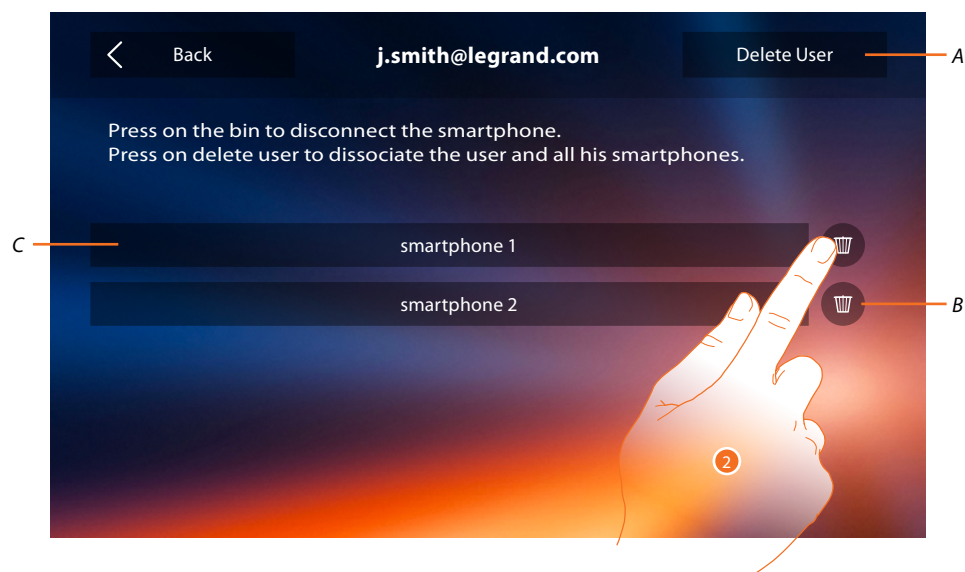 Back
j.smith@legrand.com
Delete User
A
Press on the bin to disconnect the smartphone.
Press on delete user to dissociate the user and all his smartphones.
C
smartphone 1
smartphone 2
B
2